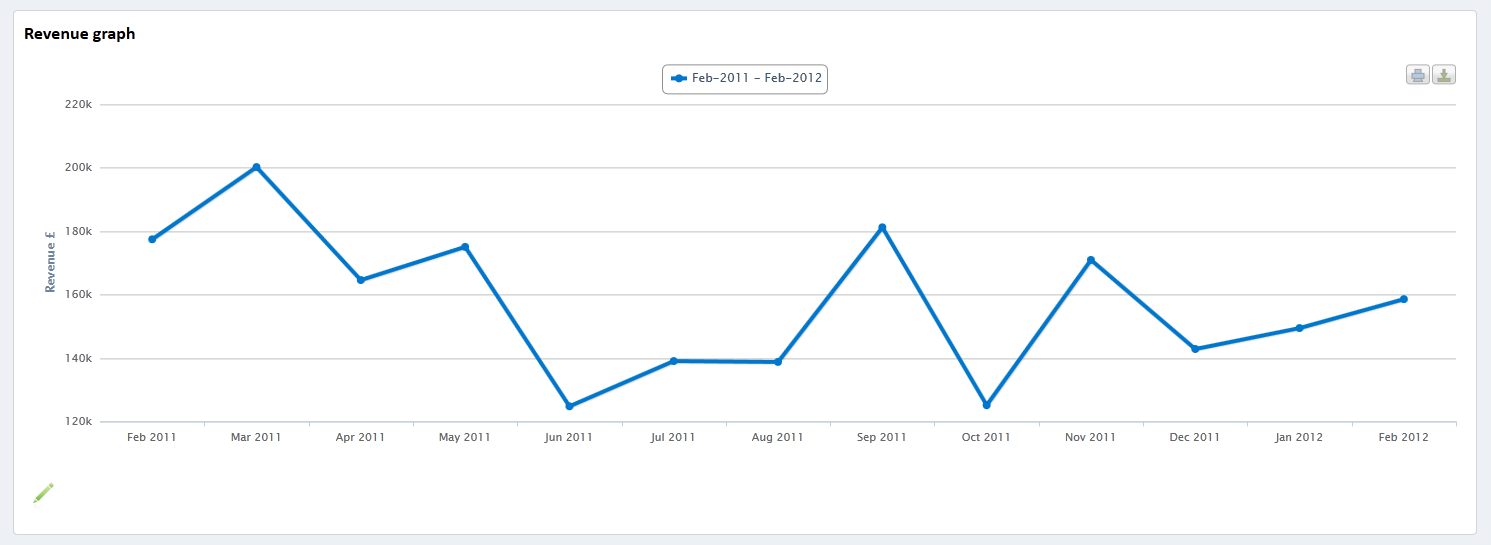 Revenue graph
Feb-2011 - Feb-2012
220k
200k
180k
160k
140k
120k
Revenue £
Feb 2011 Mar 2011 Apr 2011 May 2011 Jun 2011 Jul 2011 Aug 2011 Sep 2011 Oct 2011 Nov 2011 Dec 2011 Jan 2012 Feb 2012